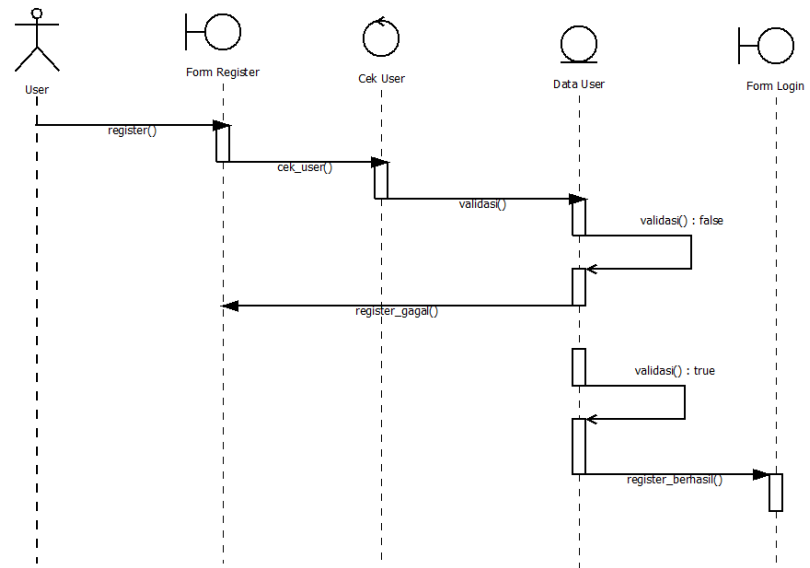 User
Form Register
Cek User
Data User
Form Login
register()
cek_user()
validasi()
validasi() : false
register_gagal()
validasi() : true
register_berhasil()